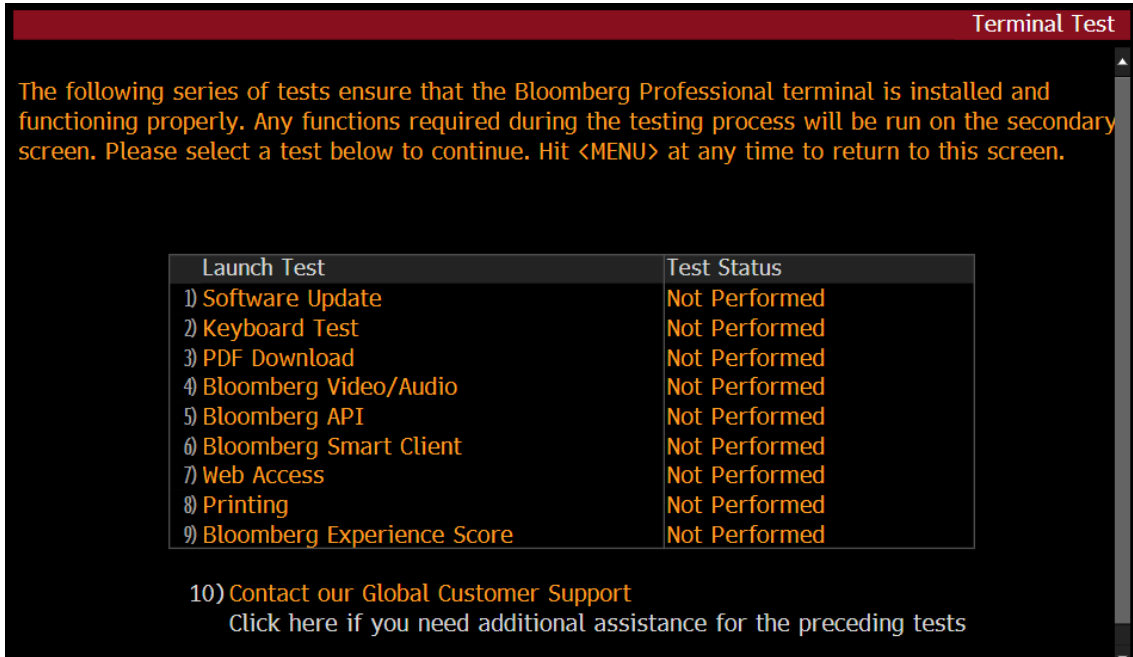 Terminal Test
The following series of tests ensure that the Bloomberg Professional terminal is installed and
functioning properly. Any functions required during the testing process will be run on the secondary
screen. Please select a test below to continue. Hit <MENU> at any time to return to this screen.
Launch Test Test Status
1) Software Update Not Performed
2) Keyboard Test Not Performed
3) PDF Download Not Performed
4) Bloomberg Video/Audio Not Performed
5) Bloomberg API Not Performed
6) Bloomberg Smart Client Not Performed
7) Web Access Not Performed
8) Printing Not Performed
9) Bloomberg Experience Score Not Performed
10) Contact our Global Customer Support
Click here if you need additional assistance for the preceding tests